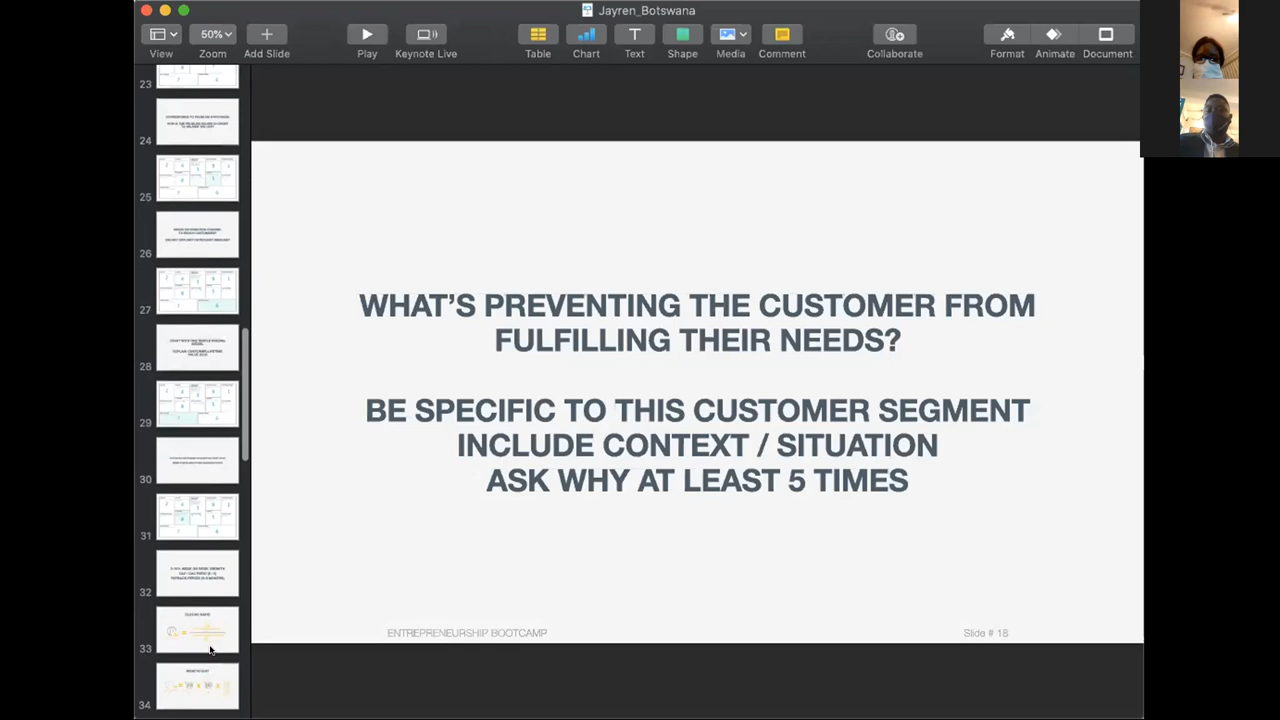 Jayren_Botswana
50%
View
Zoom
Add Slide
Play
Keynote Live
Table
Chart
Text
Shape
Media
Comment
Collaborate
Format
Animate
Document
23
24
25
26
27
28
29
30
31
32
33
34
WHAT'S PREVENTING THE CUSTOMER FROM
FULFILLING THEIR NEEDS?
BE SPECIFIC TO THIS CUSTOMER SEGMENT
INCLUDE CONTEXT / SITUATION
ASK WHY AT LEAST 5 TIMES
ENTREPRENEURSHIP BOOTCAMP
Slide # 18